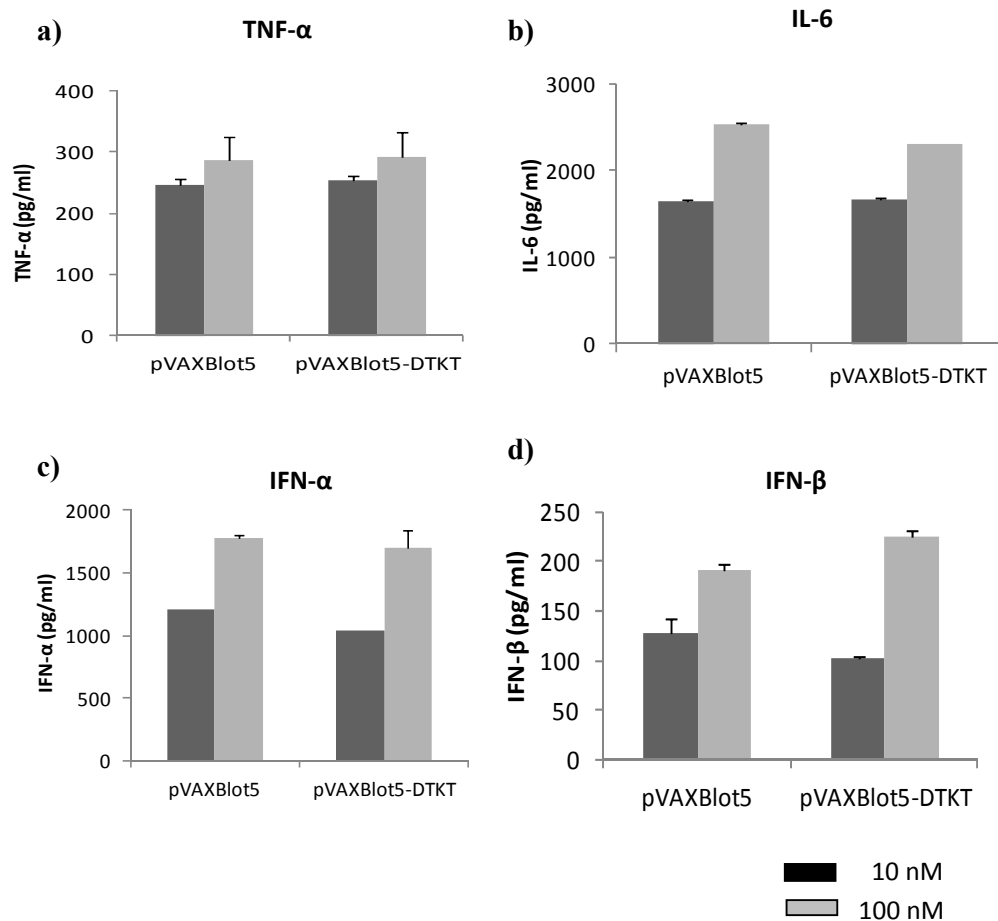 a)
TNF-α
TNF-α (pg/ml)
400
300
200
100
0
pVAXBlot5
pVAXBlot5-DTKT
b)
IL-6
IL-6 (pg/ml)
3000
2000
1000
0
pVAXBlot5
pVAXBlot5-DTKT
c)
IFN-α
IFN-α (pg/ml)
2000
1500
1000
500
0
pVAXBlot5
pVAXBlot5-DTKT
d)
IFN-β
IFN-β (pg/ml)
250
200
150
100
50
0
pVAXBlot5
pVAXBlot5-DTKT
10 nM
100 nM